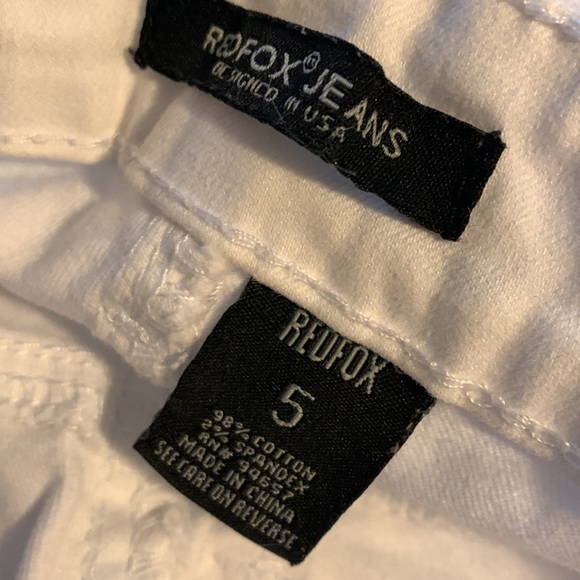 REDFOX® JEANS
DESIGNED IN USA
REDFOX
5
98% COTTON
2% SPANDEX
RN# 90657
MADE IN CHINA
SEE CARE ON REVERSE